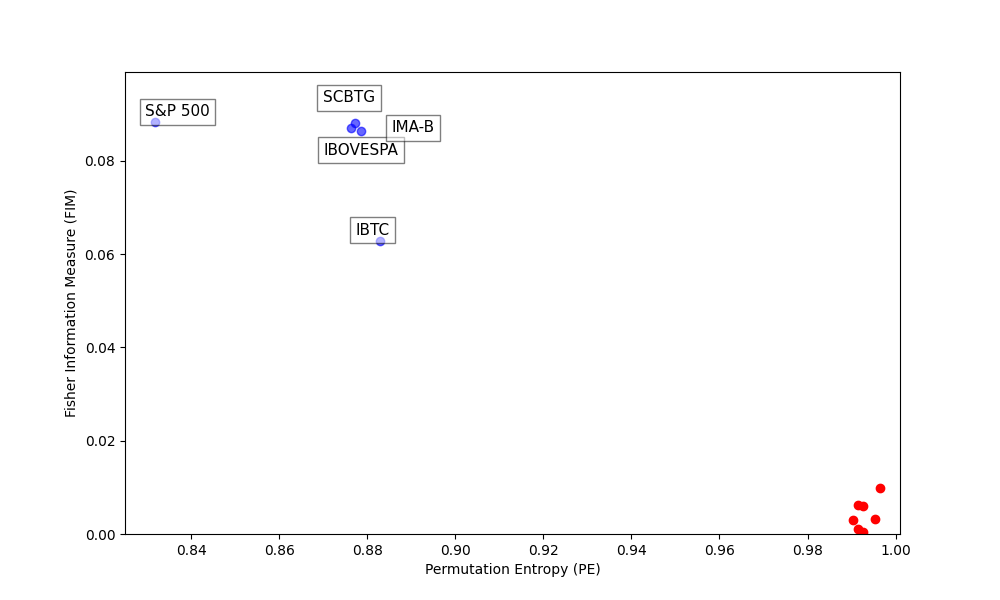 SCBTG
S&P 500
IMA-B
IBOVESPA
IBTC
0.08
0.06
0.04
0.02
0.00
Fisher Information Measure (FIM)
0.84
0.86
0.88
0.90
0.92
0.94
0.96
0.98
1.00
Permutation Entropy (PE)